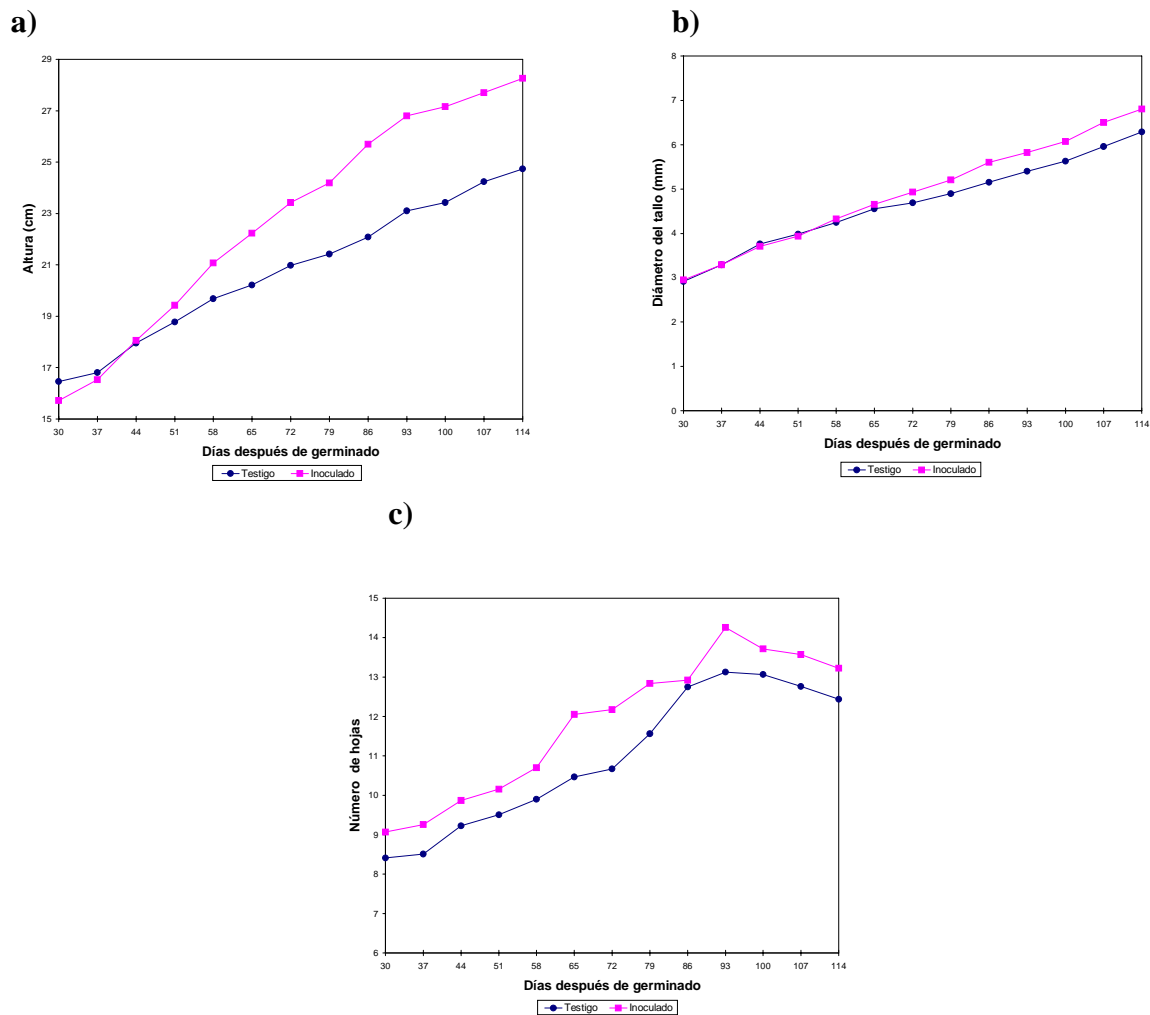 a)
29
27
25
23
21
19
17
15
Altura (cm)
30 37 44 51 58 65 72 79 86 93 100 107 114
Días después de germinado
Testigo Inoculado
b)
8
7
6
5
4
3
2
1
0
Diámetro del tallo (mm)
30 37 44 51 58 65 72 79 86 93 100 107 114
Días después de germinado
Testigo Inoculado
c)
15
14
13
12
11
10
9
8
7
6
Número de hojas
30 37 44 51 58 65 72 79 86 93 100 107 114
Días después de germinado
Testigo Inoculado